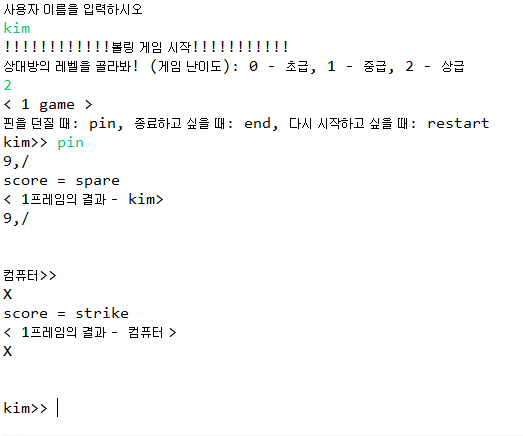 사용자 이름을 입력하시오
kim
!!!!!!!!!!!!볼링 게임 시작!!!!!!!!!!!
상대방의 레벨을 골라봐! (게임 난이도): 0 - 초급, 1 - 중급, 2 - 상급
2
< 1 game >
핀을 던질 때: pin, 종료하고 싶을 때: end, 다시 시작하고 싶을 때: restart
kim>> pin
9,/
score = spare
< 1프레임의 결과 - kim>
9,/
컴퓨터>>
X
score = strike
< 1프레임의 결과 - 컴퓨터 >
X
kim>>